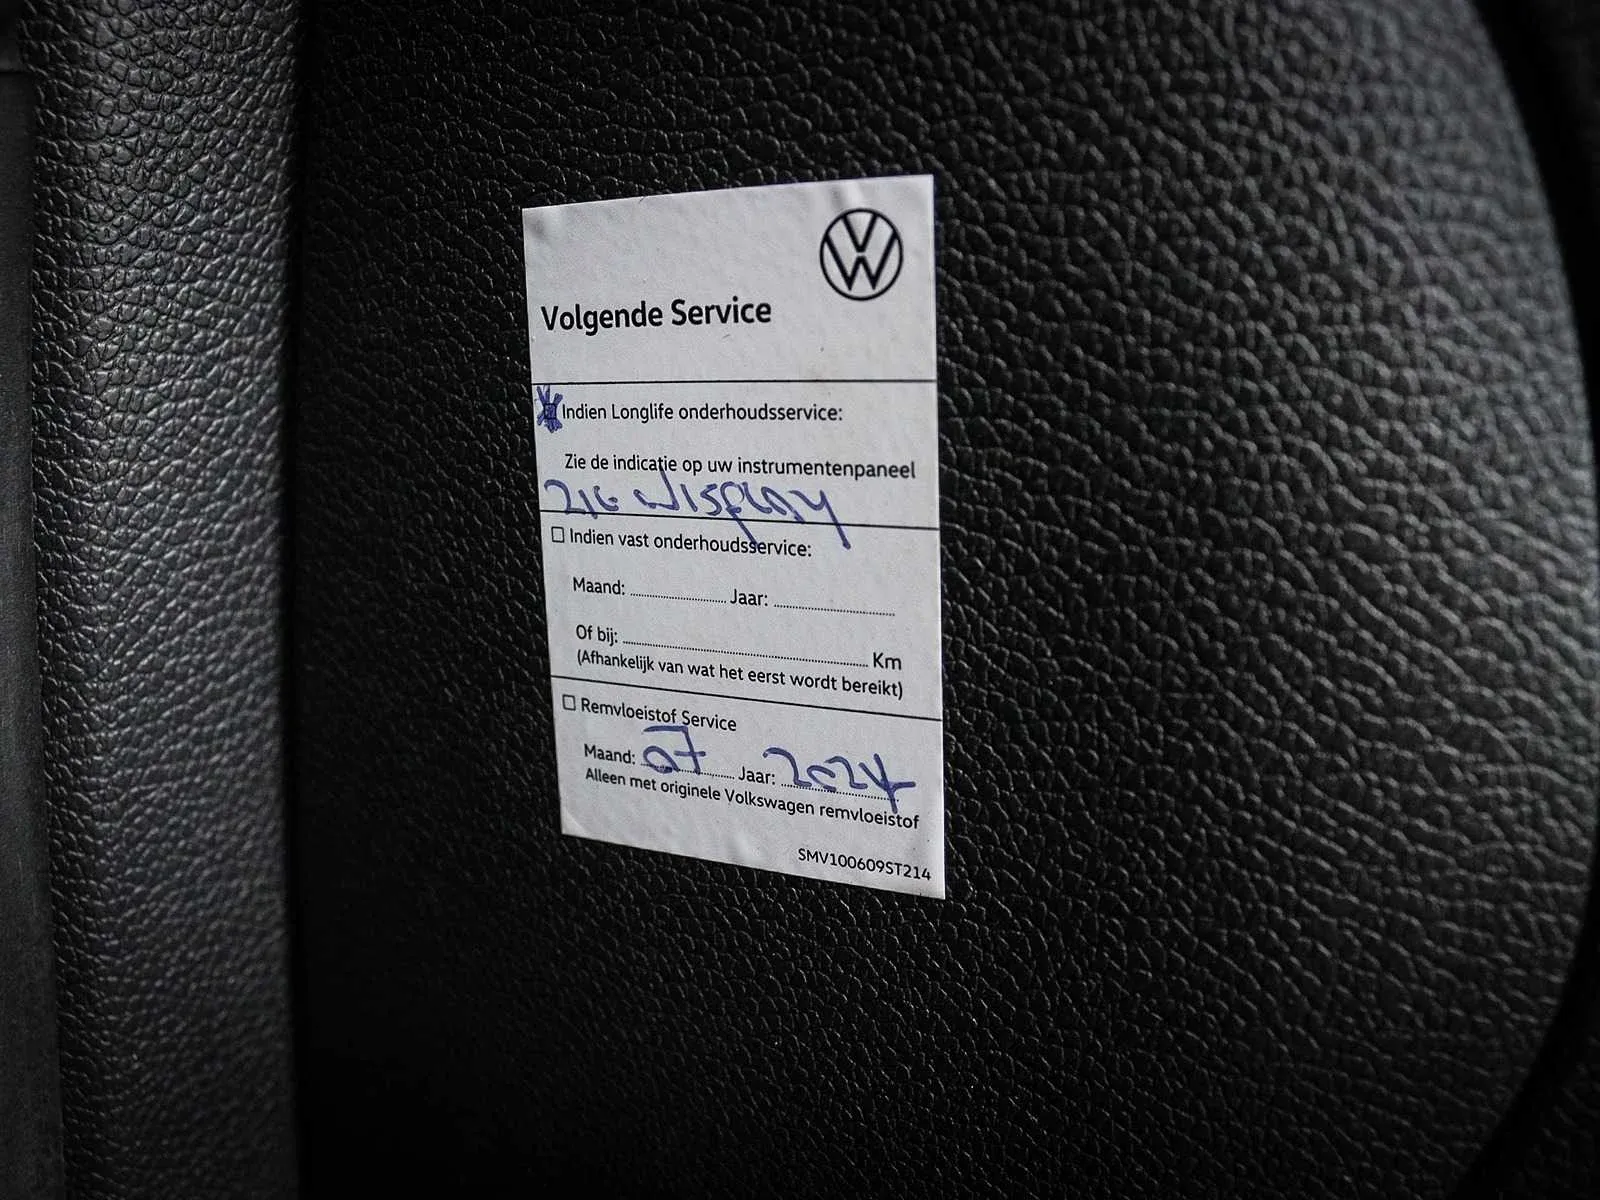 Volgende Service
Indien Longlife onderhoudsservice:
Zie de indicatie op uw instrumentenpaneel
zie display
Indien vast onderhoudsservice:
Maand: ........................ Jaar: ........................
Of bij: ........................ Km
(Afhankelijk van wat het eerst wordt bereikt)
Remvloeistof Service
Maand: 07 Jaar: 2024
Alleen met originele Volkswagen remvloeistof
SMV100609ST214